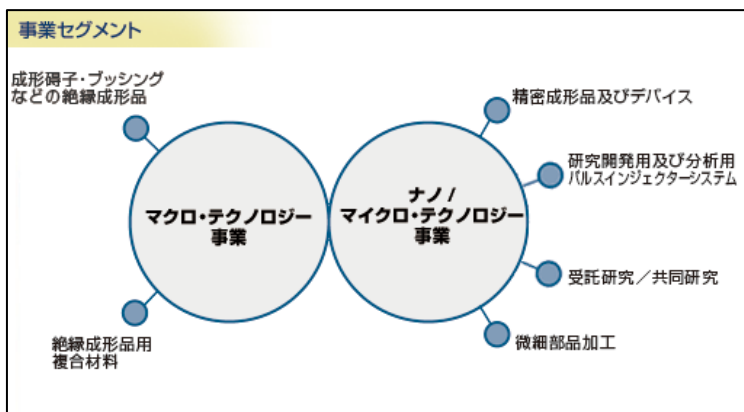 事業セグメント
成形碍子・ブッシング
などの絶縁成形品
マクロ・テクノロジー
事業
絶縁成形品用
複合材料
ナノ /
マイクロ・テクノロジー
事業
精密成形品及びデバイス
研究開発用及び分析用
パルスインジェクターシステム
受託研究／共同研究
微細部品加工